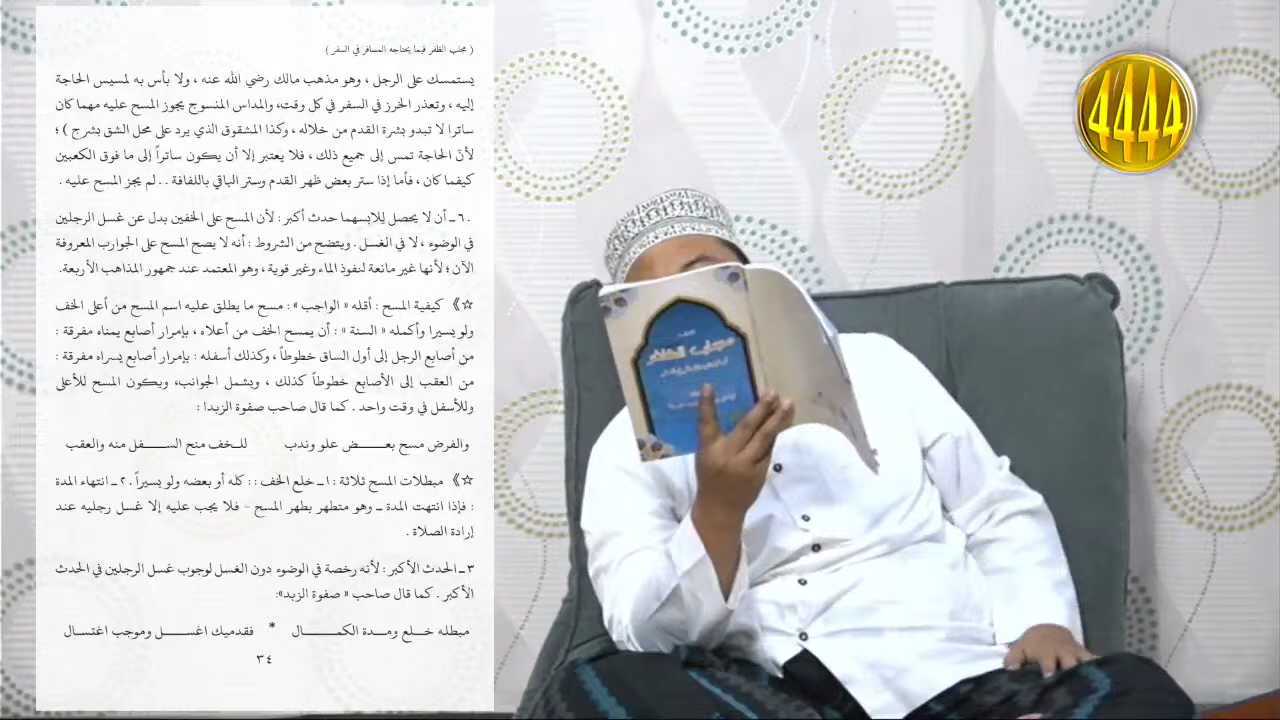 ( مجلب الظفر فيما يحتاجه المسافر في السفر )
يستمسك على الرجل ، وهو مذهب مالك رضي الله عنه ، ولا بأس به لمسيس الحاجة
إليه ، وتعذر الحرز في السفر في كل وقت، والمداس المنسوج يجوز المسح عليه مهما كان
ساترا لا تبدو بشرة القدم من خلاله ، وكذا المشقوق الذي يرد على محل الشق بشرج ) ؛
لأن الحاجة تمس إلى جميع ذلك ، فلا يعتبر إلا أن يكون ساتراً إلى ما فوق الكعبين
كيفما كان ، فأما إذا ستر بعض ظهر القدم وستر الباقي باللفافة . . لم يجز المسح عليه .
.٦ ـ أن لا يحصل للابسهما حدث أكبر : لأن المسح على الخفين بدل عن غسل الرجلين
في الوضوء ، لا في الغسل . ويتضح من الشروط : أنه لا يصح المسح على الجوارب المعروفة
الآن ؛ لأنها غير مانعة لنفوذ الماء وغير قوية ، وهو المعتمد عند جمهور المذاهب الأربعة.
☆》 كيفية المسح : أقله « الواجب » : مسح ما يطلق عليه اسم المسح من أعلى الخف
ولو يسيرا وأكمله « السنة » : أن يمسح الخف من أعلاه ، بإمرار أصابع يمناه مفرقة :
من أصابع الرجل إلى أول الساق خطوطاً ، وكذلك أسفله : بإمرار أصابع يسراه مفرقة :
من العقب إلى الأصابع خطوطاً كذلك ، ويشمل الجوانب، ويكون المسح للأعلى
وللأسفل في وقت واحد . كما قال صاحب صفوة الزبدا :
والفرض مسح بعــــــض علو وندب للـخف منح الســـــفل منه والعقب
☆》 مبطلات المسح ثلاثة : ١ ـ خلع الخف : : كله أو بعضه ولو يسيراً . ٢ ـ انتهاء المدة
: فإذا انتهت المدة ـ وهو متطهر بطهر المسح - فلا يجب عليه إلا غسل رجليه عند
إرادة الصلاة .
٣ ـ الحدث الأكبر : لأنه رخصة في الوضوء دون الغسل لوجوب غسل الرجلين في الحدث
الأكبر . كما قال صاحب « صفوة الزبد»:
مبطله خـــلع ومـدة الكمــــــــال * فقدميك اغســـــل وموجب اغتســـال
٣٤
4444
مجلب الظفر